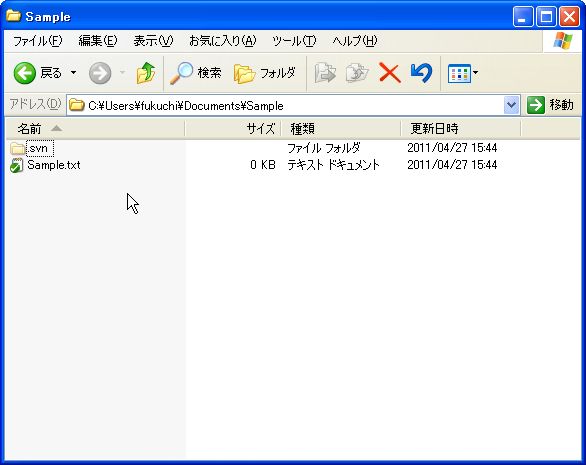 Sample
ファイル(F) 編集(E) 表示(V) お気に入り(A) ツール(T) ヘルプ(H)
戻る 検索 フォルダ
アドレス(D) C:¥Users¥fukuchi¥Documents¥Sample 移動
名前 サイズ 種類 更新日時
.svn ファイル フォルダ 2011/04/27 15:44
Sample.txt 0 KB テキスト ドキュメント 2011/04/27 15:44